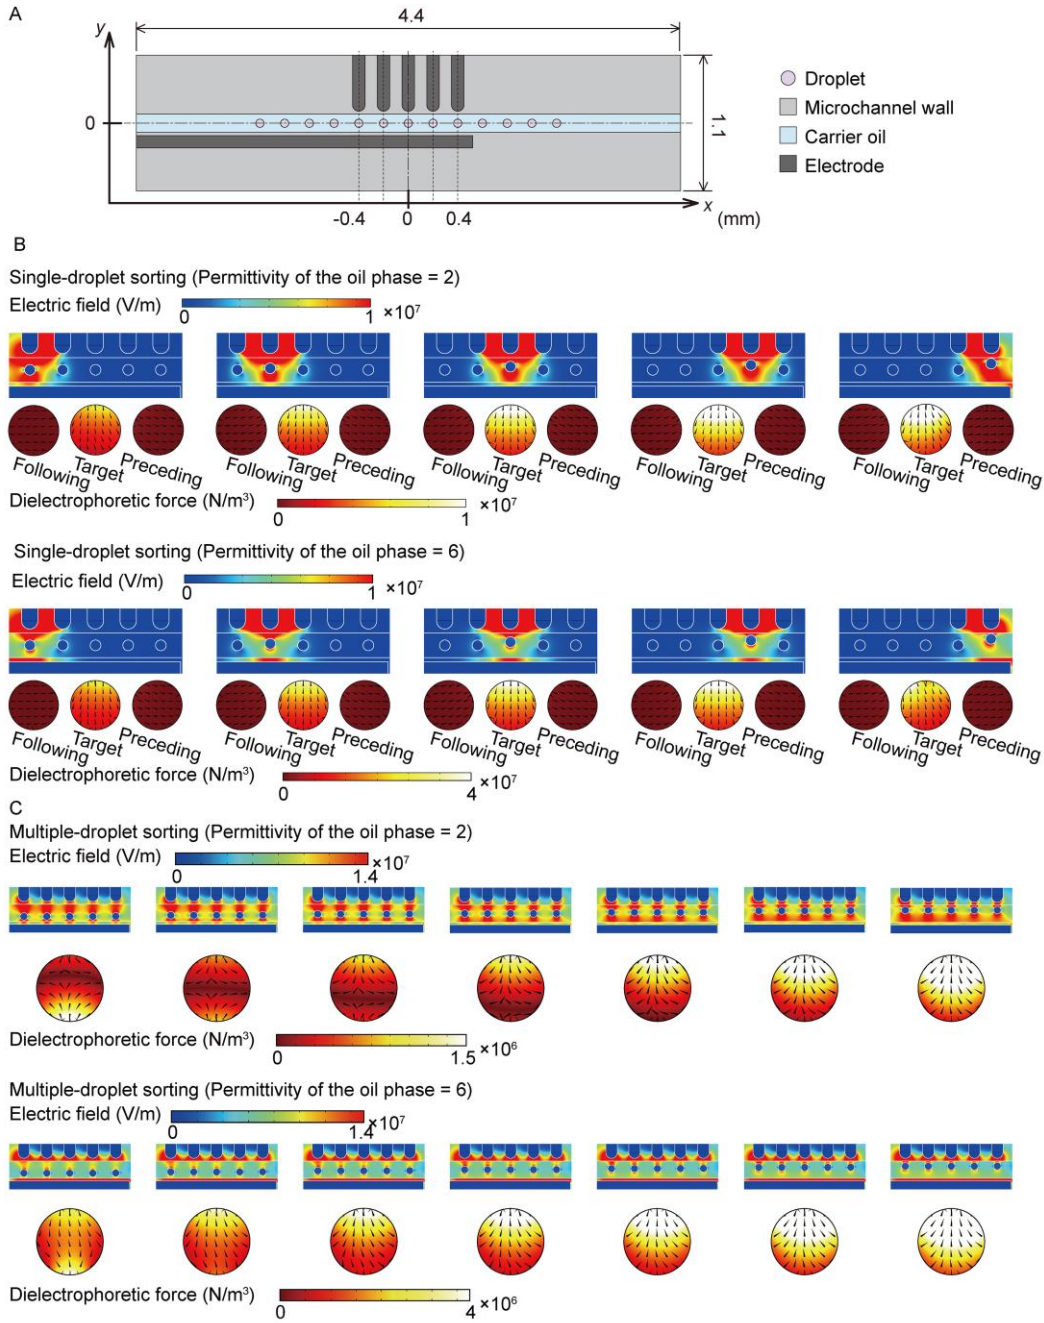 A
y
4.4
0
1.1
-0.4
0
0.4
x
(mm)
Droplet
Microchannel wall
Carrier oil
Electrode
B
Single-droplet sorting (Permittivity of the oil phase = 2)
Electric field (V/m)
0
1
×10⁷
Following Target Preceding
Following Target Preceding
Following Target Preceding
Following Target Preceding
Following Target Preceding
Dielectrophoretic force (N/m³)
0
1
×10⁷
Single-droplet sorting (Permittivity of the oil phase = 6)
Electric field (V/m)
0
1
×10⁷
Following Target Preceding
Following Target Preceding
Following Target Preceding
Following Target Preceding
Following Target Preceding
Dielectrophoretic force (N/m³)
0
4
×10⁷
C
Multiple-droplet sorting (Permittivity of the oil phase = 2)
Electric field (V/m)
0
1.4
×10⁷
Dielectrophoretic force (N/m³)
0
1.5
×10⁶
Multiple-droplet sorting (Permittivity of the oil phase = 6)
Electric field (V/m)
0
1.4
×10⁷
Dielectrophoretic force (N/m³)
0
4
×10⁶